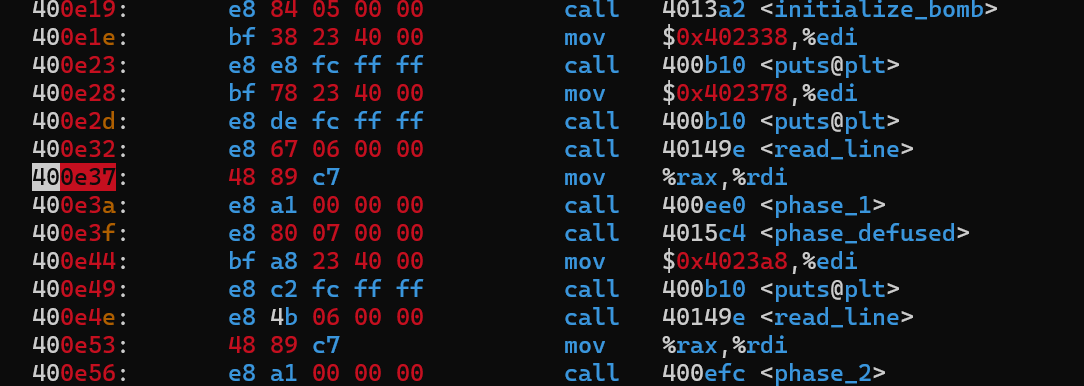 400e19: e8 84 05 00 00 call 4013a2 <initialize_bomb>
400e1e: bf 38 23 40 00 mov $0x402338,%edi
400e23: e8 e8 fc ff ff call 400b10 <puts@plt>
400e28: bf 78 23 40 00 mov $0x402378,%edi
400e2d: e8 de fc ff ff call 400b10 <puts@plt>
400e32: e8 67 06 00 00 call 40149e <read_line>
400e37: 48 89 c7 mov %rax,%rdi
400e3a: e8 a1 00 00 00 call 400ee0 <phase_1>
400e3f: e8 80 07 00 00 call 4015c4 <phase_defused>
400e44: bf a8 23 40 00 mov $0x4023a8,%edi
400e49: e8 c2 fc ff ff call 400b10 <puts@plt>
400e4e: e8 4b 06 00 00 call 40149e <read_line>
400e53: 48 89 c7 mov %rax,%rdi
400e56: e8 a1 00 00 00 call 400efc <phase_2>